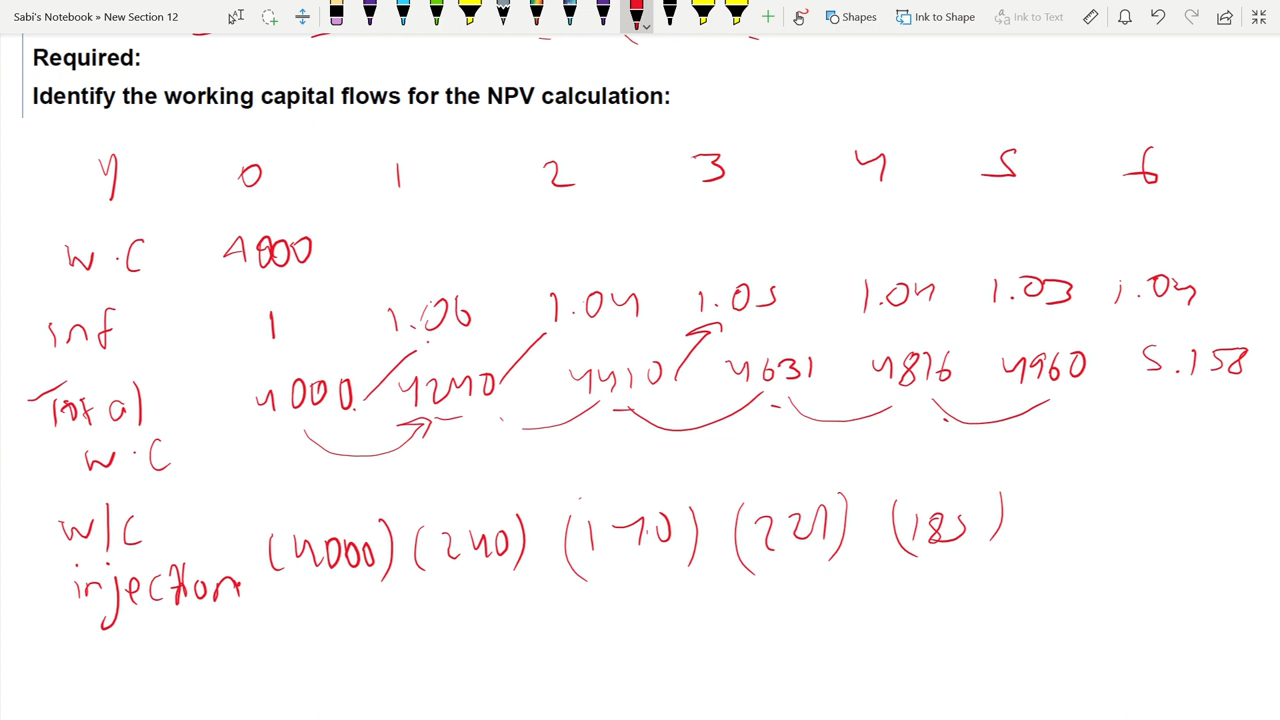 Sabi's Notebook » New Section 12
Shapes Ink to Shape Ink to Text
Required:
Identify the working capital flows for the NPV calculation:
y 0 1 2 3 4 5 6
W.C 4000
inf 1 1.06 1.04 1.05 1.04 1.03 1.04
Total 4000 4240 4410 4631 4816 4960 5.158
W.C
W/C
injection (4000) (240) (170) (221) (185)